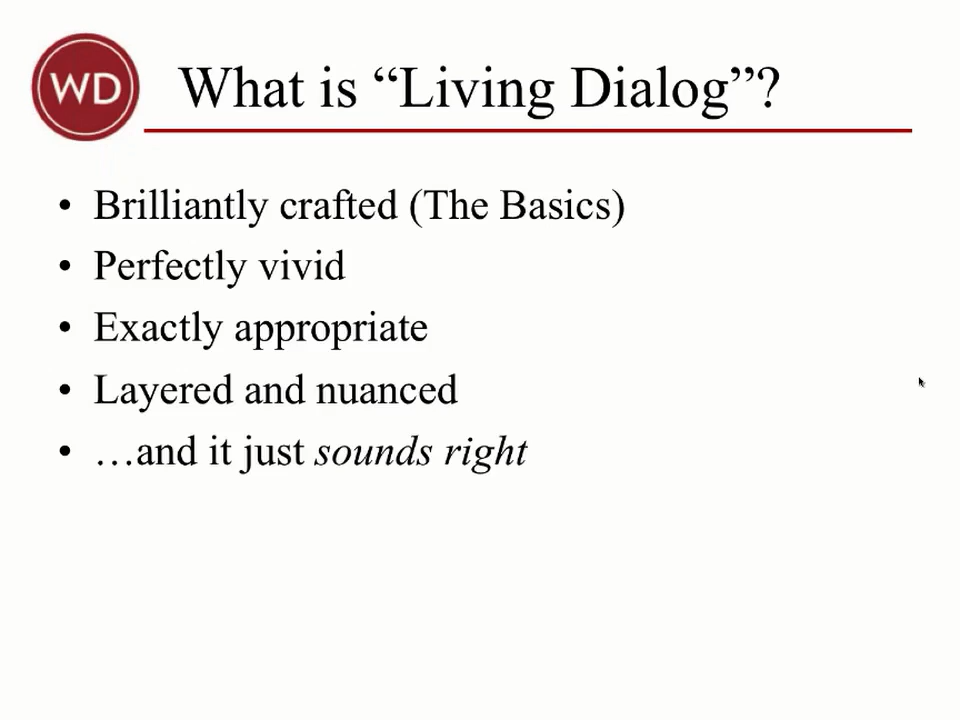 WD
What is “Living Dialog”?
• Brilliantly crafted (The Basics)
• Perfectly vivid
• Exactly appropriate
• Layered and nuanced
• …and it just sounds right